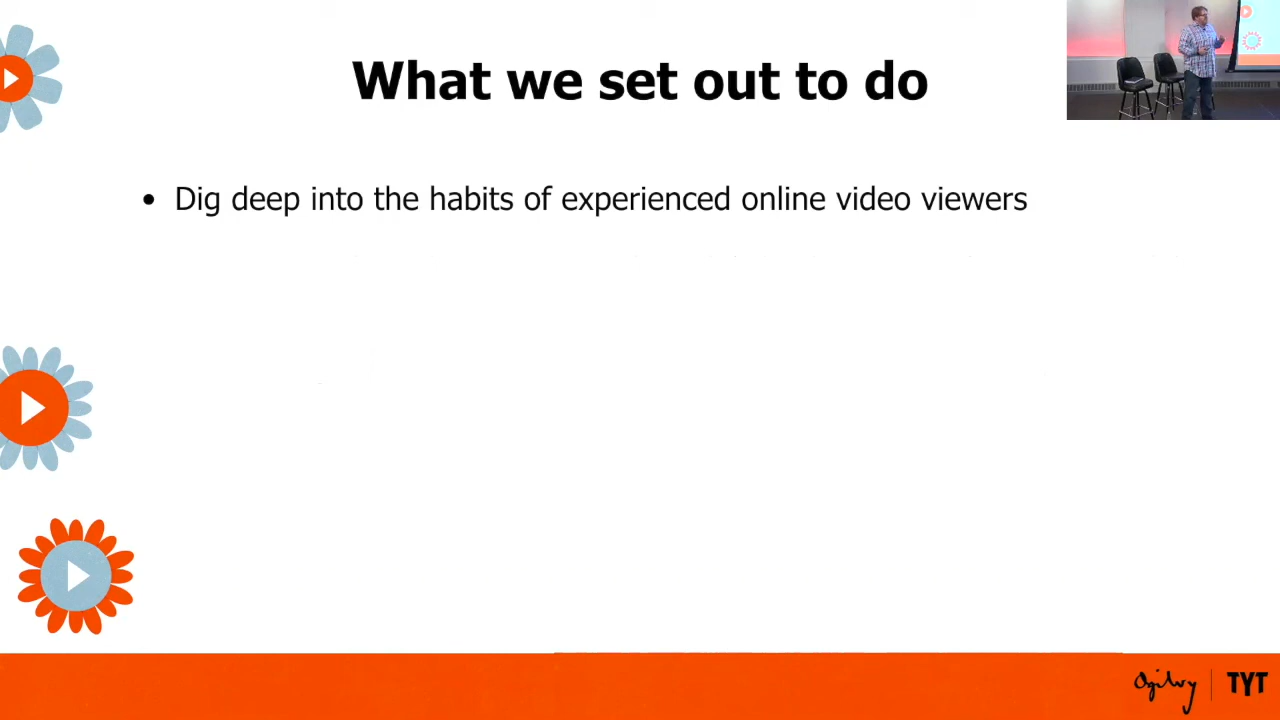 What we set out to do
• Dig deep into the habits of experienced online video viewers
Ogilvy
TYT